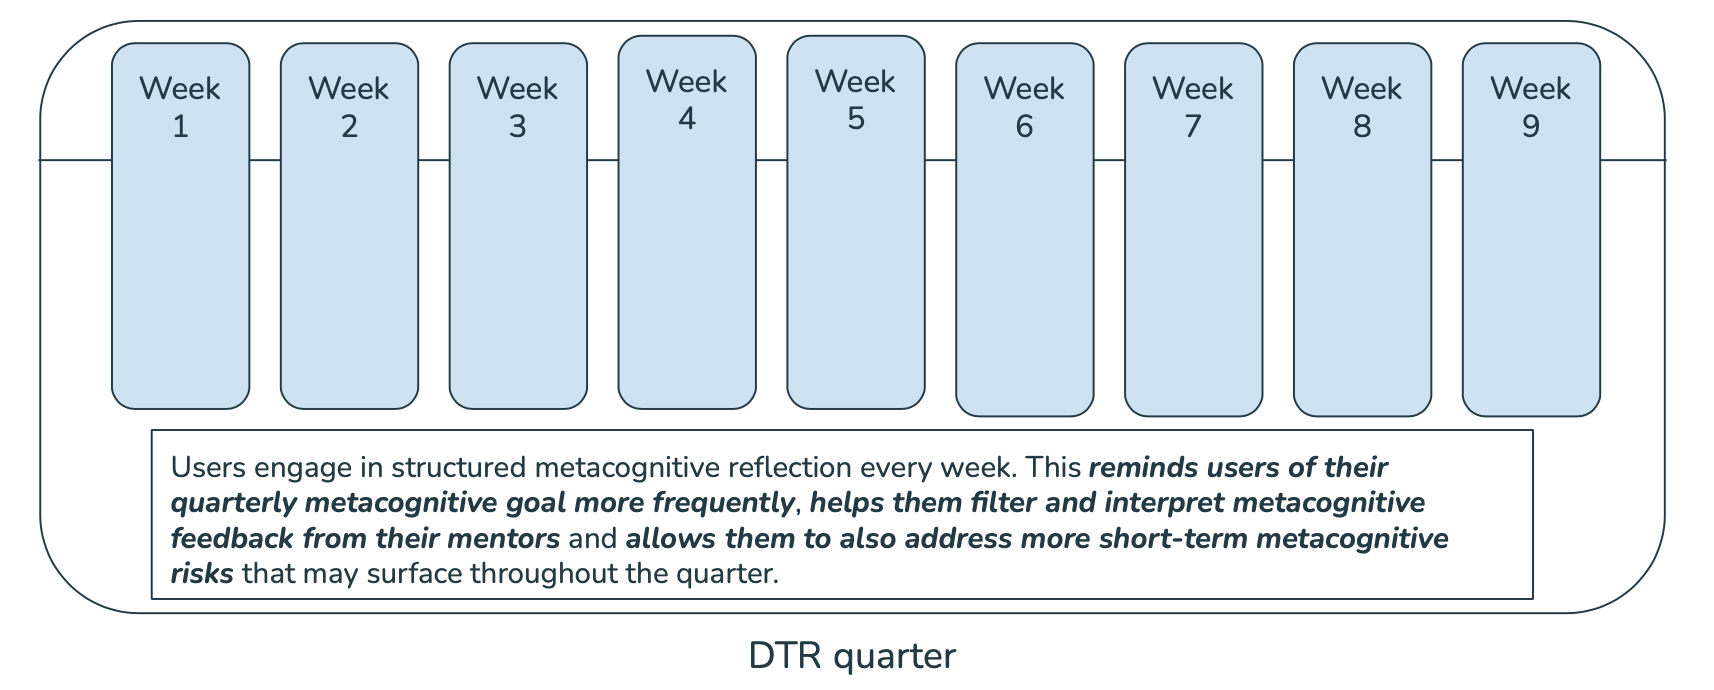 Week
1
Week
2
Week
3
Week
4
Week
5
Week
6
Week
7
Week
8
Week
9
Users engage in structured metacognitive reflection every week. This reminds users of their
quarterly metacognitive goal more frequently, helps them filter and interpret metacognitive
feedback from their mentors and allows them to also address more short-term metacognitive
risks that may surface throughout the quarter.
DTR quarter